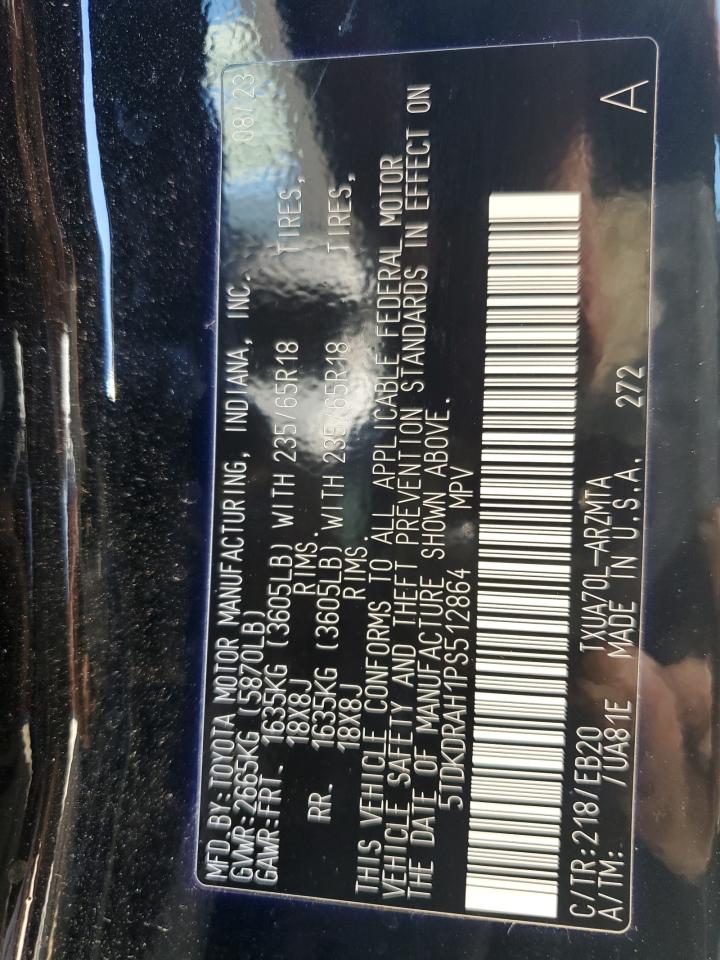 MFD.BY:TOYOTA MOTOR MANUFACTURING, INDIANA, INC. 08/23
GVWR:2665KG (5870LB)
GAWR:FRT. 1635KG (3605LB) WITH 235/65R18 TIRES,
18X8J RIMS.
RR. 1635KG (3605LB) WITH 235/65R18 TIRES,
18X8J RIMS.
THIS VEHICLE CONFORMS TO ALL APPLICABLE FEDERAL MOTOR
VEHICLE SAFETY AND THEFT PREVENTION STANDARDS IN EFFECT ON
THE DATE OF MANUFACTURE SHOWN ABOVE.
5TDKDRAH1PS512864 MPV
C/TR:218/EB20 TXUA70L-ARZMTA
A/TM: /UA81E MADE IN U.S.A. 272 A